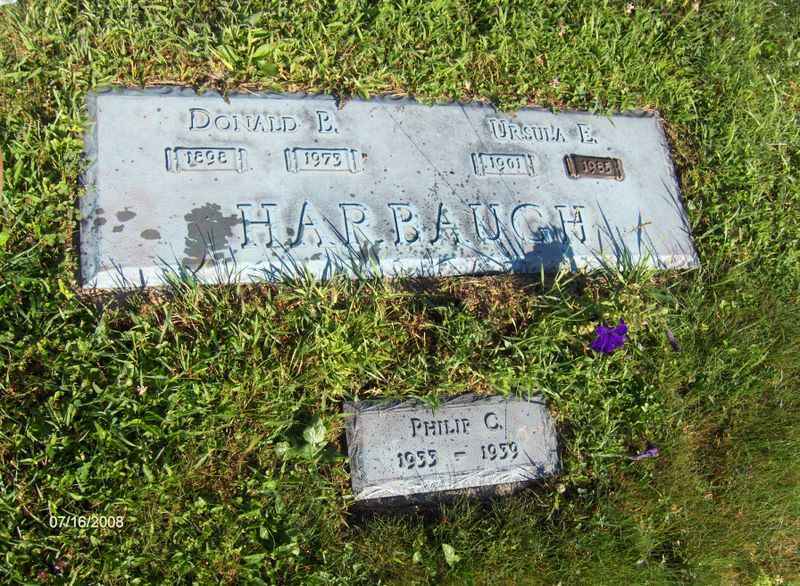 DONALD B. URSULA E.
1898 1973 1901 1985
HARBAUGH
PHILIP C.
1955 - 1959
07/16/2008